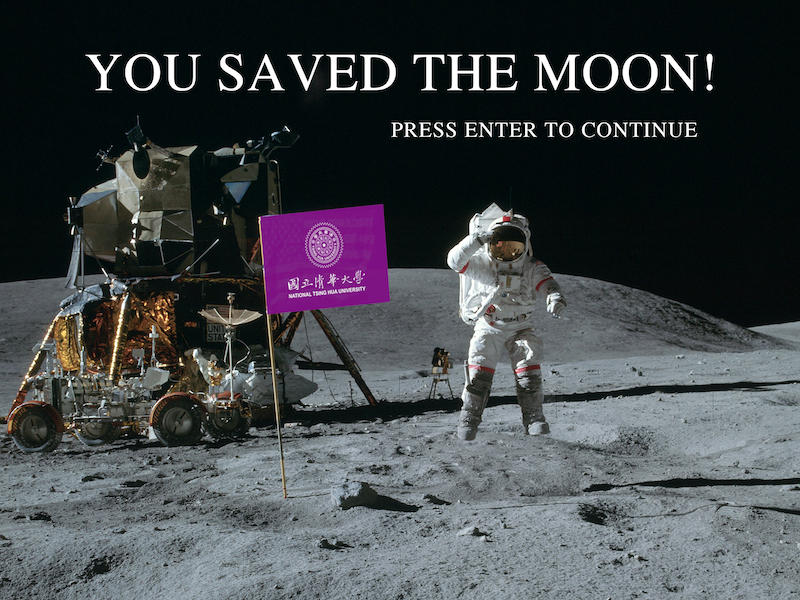 YOU SAVED THE MOON!
PRESS ENTER TO CONTINUE
國立清華大學
NATIONAL TSING HUA UNIVERSITY
UNITED
STATES